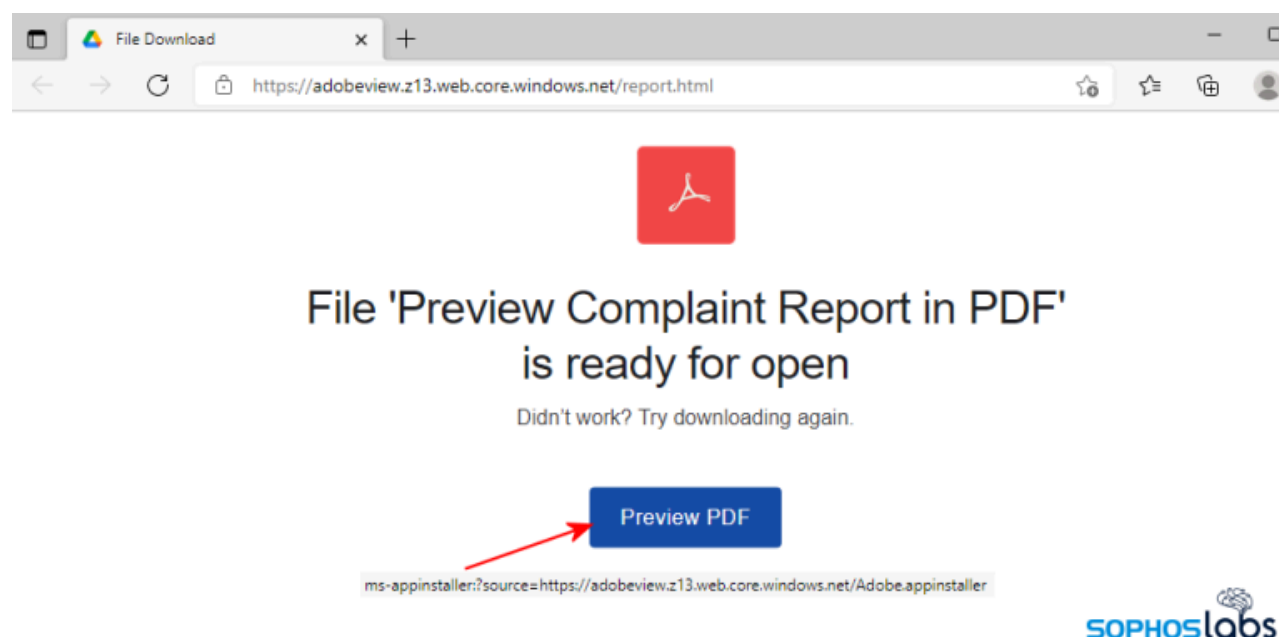 File Download
https://adobeview.z13.web.core.windows.net/report.html
File 'Preview Complaint Report in PDF'
is ready for open
Didn't work? Try downloading again.
Preview PDF
ms-appinstaller:?source=https://adobeview.z13.web.core.windows.net/Adobe.appinstaller
SOPHOSlabs